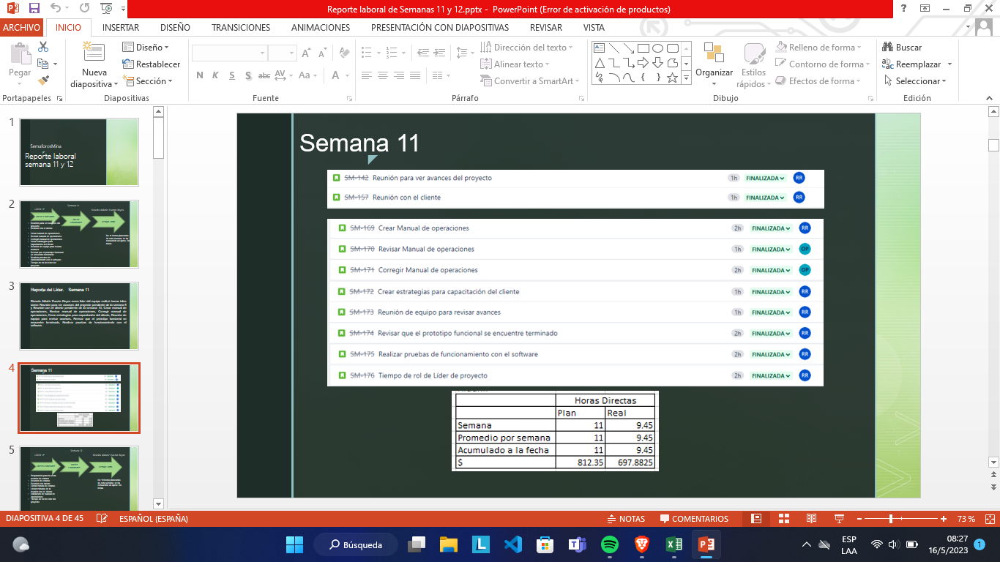 Reporte laboral de Semanas 11 y 12.pptx - PowerPoint (Error de activación de productos)
ARCHIVO INICIO INSERTAR DISEÑO TRANSICIONES ANIMACIONES PRESENTACIÓN CON DIAPOSITIVAS REVISAR VISTA
Pegar
Nueva diapositiva
Diseño
Restablecer
Sección
N K S S abc AV Aa A
Dirección del texto
Alinear texto
Convertir a SmartArt
Organizar
Estilos rápidos
Relleno de forma
Contorno de forma
Efectos de forma
Buscar
Reemplazar
Seleccionar
Portapapeles Diapositivas Fuente Párrafo Dibujo Edición
1
SemaforosMina
Reporte laboral
semana 11 y 12
2
Semana 11
3
Reporte del Líder. Semana 11
4
Semana 11
5
Semana 11
SM-142 Reunión para ver avances del proyecto 1h FINALIZADA RR
SM-157 Reunión con el cliente 1h FINALIZADA RR
SM-169 Crear Manual de operaciones 2h FINALIZADA RR
SM-170 Revisar Manual de operaciones 1h FINALIZADA OP
SM-171 Corregir Manual de operaciones 2h FINALIZADA OP
SM-172 Crear estrategias para capacitación del cliente 1h FINALIZADA RR
SM-173 Reunión de equipo para revisar avances 1h FINALIZADA RR
SM-174 Revisar que el prototipo funcional se encuentre terminado 2h FINALIZADA RR
SM-175 Realizar pruebas de funcionamiento con el software 2h FINALIZADA RR
SM-176 Tiempo de rol de Líder de proyecto 2h FINALIZADA RR
Horas Directas
Plan Real
Semana 11 9.45
Promedio por semana 11 9.45
Acumulado a la fecha 11 9.45
$ 812.35 697.8825
DIAPOSITIVA 4 DE 45 ESPAÑOL (ESPAÑA) NOTAS COMENTARIOS 73 %
Búsqueda
ESP
LAA
08:27
16/5/2023
1